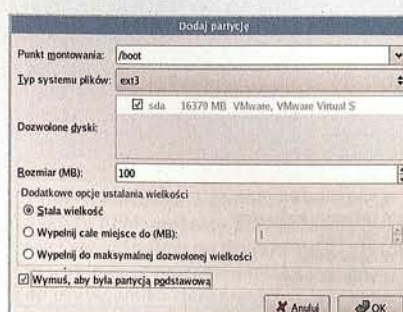 Dodaj partycję
Punkt montowania: /boot
Typ systemu plików: ext3
sda 16379 MB VMware, VMware Virtual S
Dozwolone dyski:
Rozmiar (MB): 100
Dodatkowe opcje ustalania wielkości
Stała wielkość
Wypełnij całe miejsce do (MB): 1
Wypełnij do maksymalnej dozwolonej wielkości
Wymuś, aby była partycją podstawową
Anuluj OK